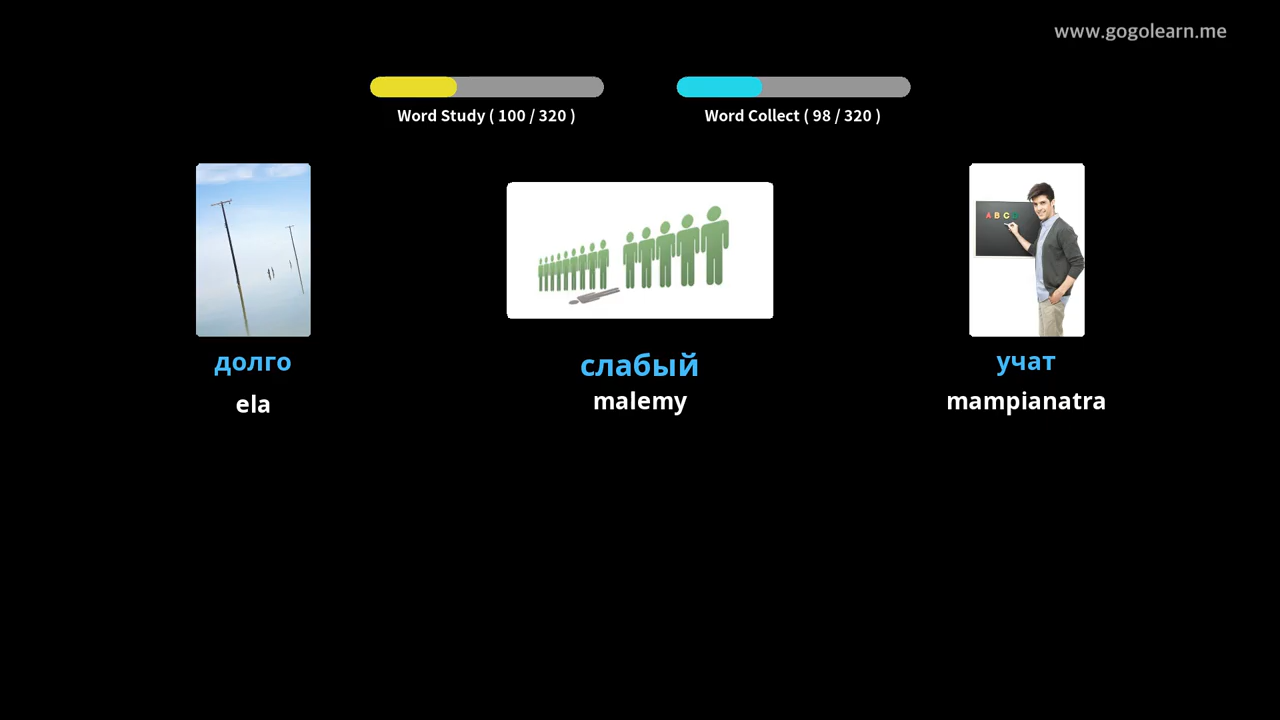 www.gogolearn.me
Word Study ( 100 / 320 )
Word Collect ( 98 / 320 )
A B C
долго
слабый
учат
ela
malemy
mampianatra